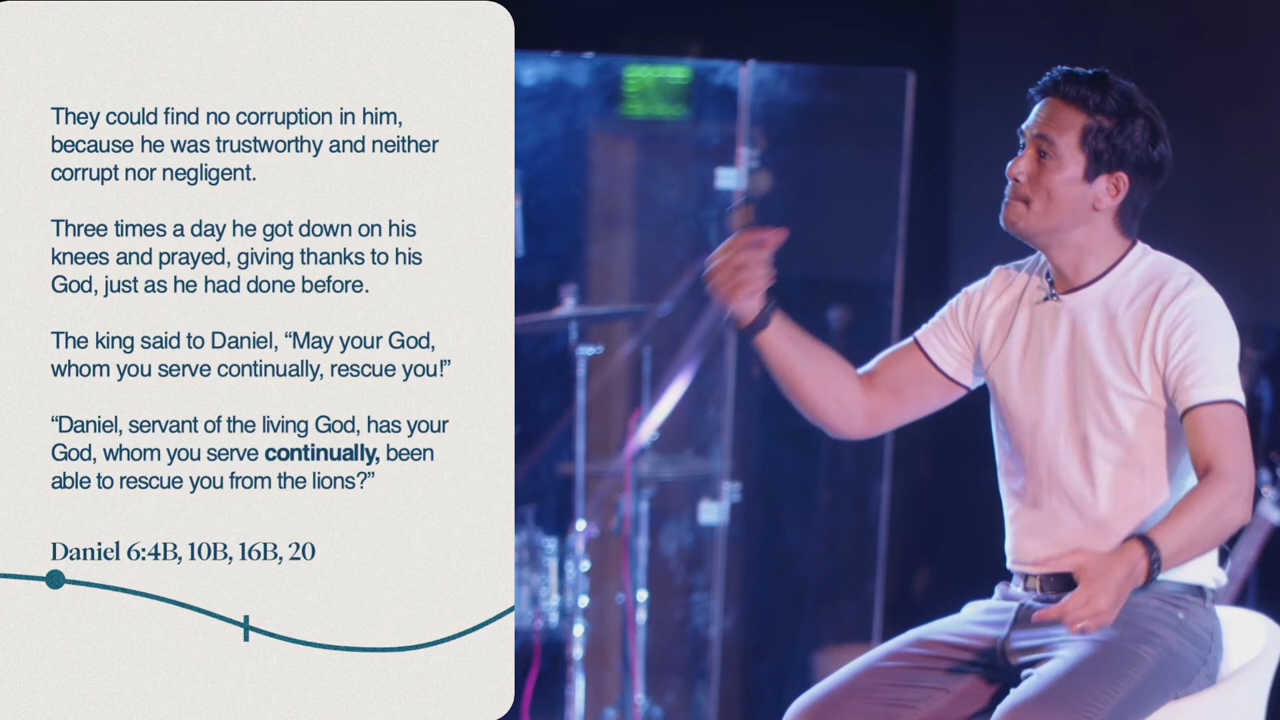 They could find no corruption in him,
because he was trustworthy and neither
corrupt nor negligent.
Three times a day he got down on his
knees and prayed, giving thanks to his
God, just as he had done before.
The king said to Daniel, “May your God,
whom you serve continually, rescue you!”
“Daniel, servant of the living God, has your
God, whom you serve continually, been
able to rescue you from the lions?”
Daniel 6:4B, 10B, 16B, 20